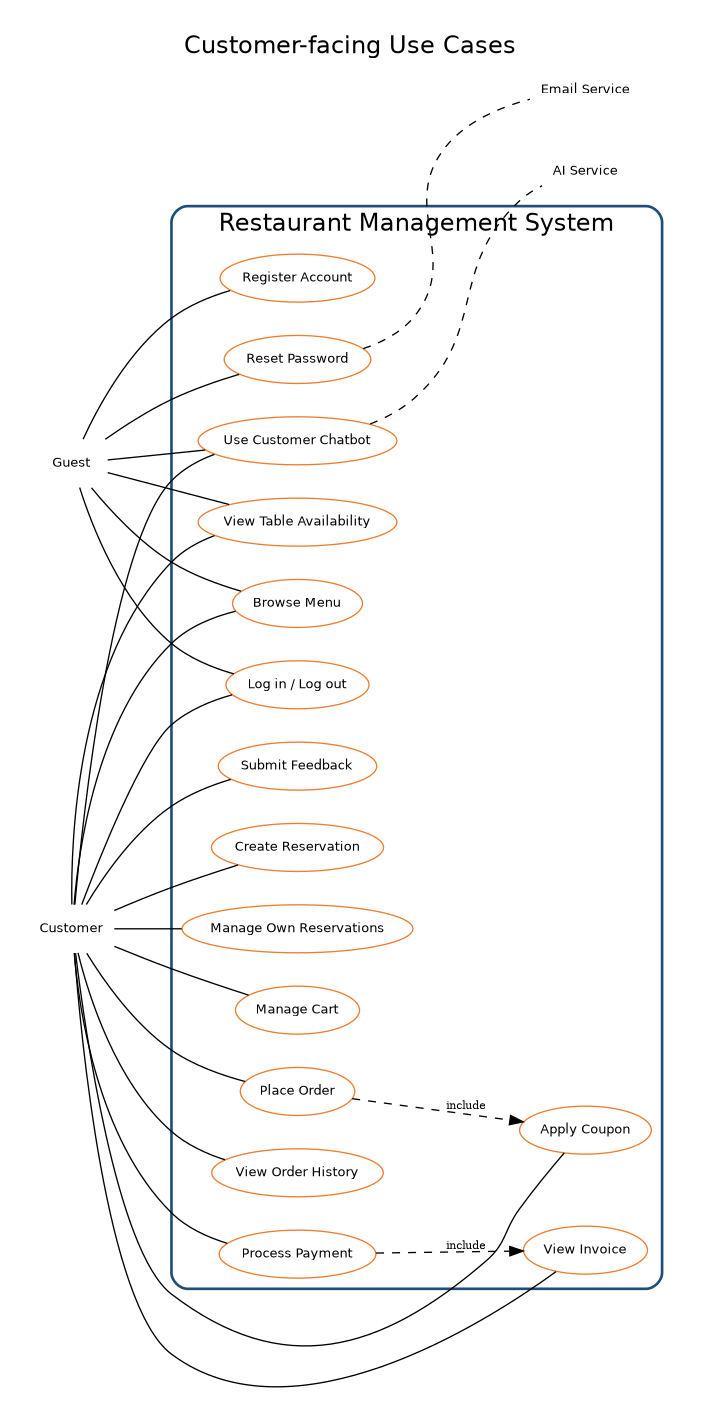 Customer-facing Use Cases
Email Service
AI Service
Restaurant Management System
Register Account
Reset Password
Use Customer Chatbot
Guest
View Table Availability
Browse Menu
Log in / Log out
Submit Feedback
Create Reservation
Customer
Manage Own Reservations
Manage Cart
Place Order
include
Apply Coupon
View Order History
Process Payment
include
View Invoice